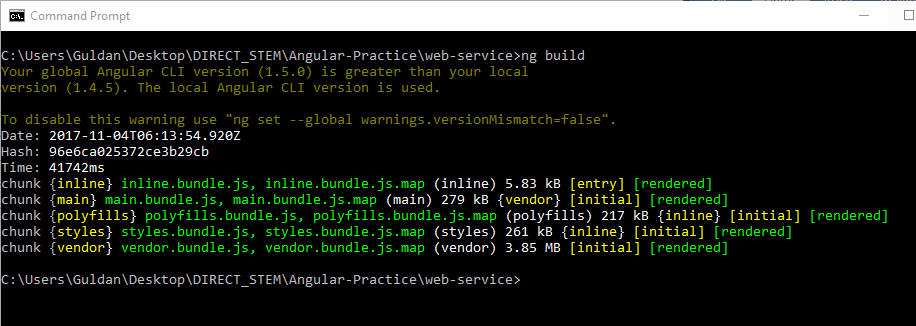 Command Prompt
C:\Users\Guldan\Desktop\DIRECT_STEM\Angular-Practice\web-service>ng build
Your global Angular CLI version (1.5.0) is greater than your local
version (1.4.5). The local Angular CLI version is used.
To disable this warning use "ng set --global warnings.versionMismatch=false".
Date: 2017-11-04T06:13:54.920Z
Hash: 96e6ca025372ce3b29cb
Time: 41742ms
chunk {inline} inline.bundle.js, inline.bundle.js.map (inline) 5.83 kB [entry] [rendered]
chunk {main} main.bundle.js, main.bundle.js.map (main) 279 kB {vendor} [initial] [rendered]
chunk {polyfills} polyfills.bundle.js, polyfills.bundle.js.map (polyfills) 217 kB {inline} [initial] [rendered]
chunk {styles} styles.bundle.js, styles.bundle.js.map (styles) 261 kB {inline} [initial] [rendered]
chunk {vendor} vendor.bundle.js, vendor.bundle.js.map (vendor) 3.85 MB [initial] [rendered]
C:\Users\Guldan\Desktop\DIRECT_STEM\Angular-Practice\web-service>